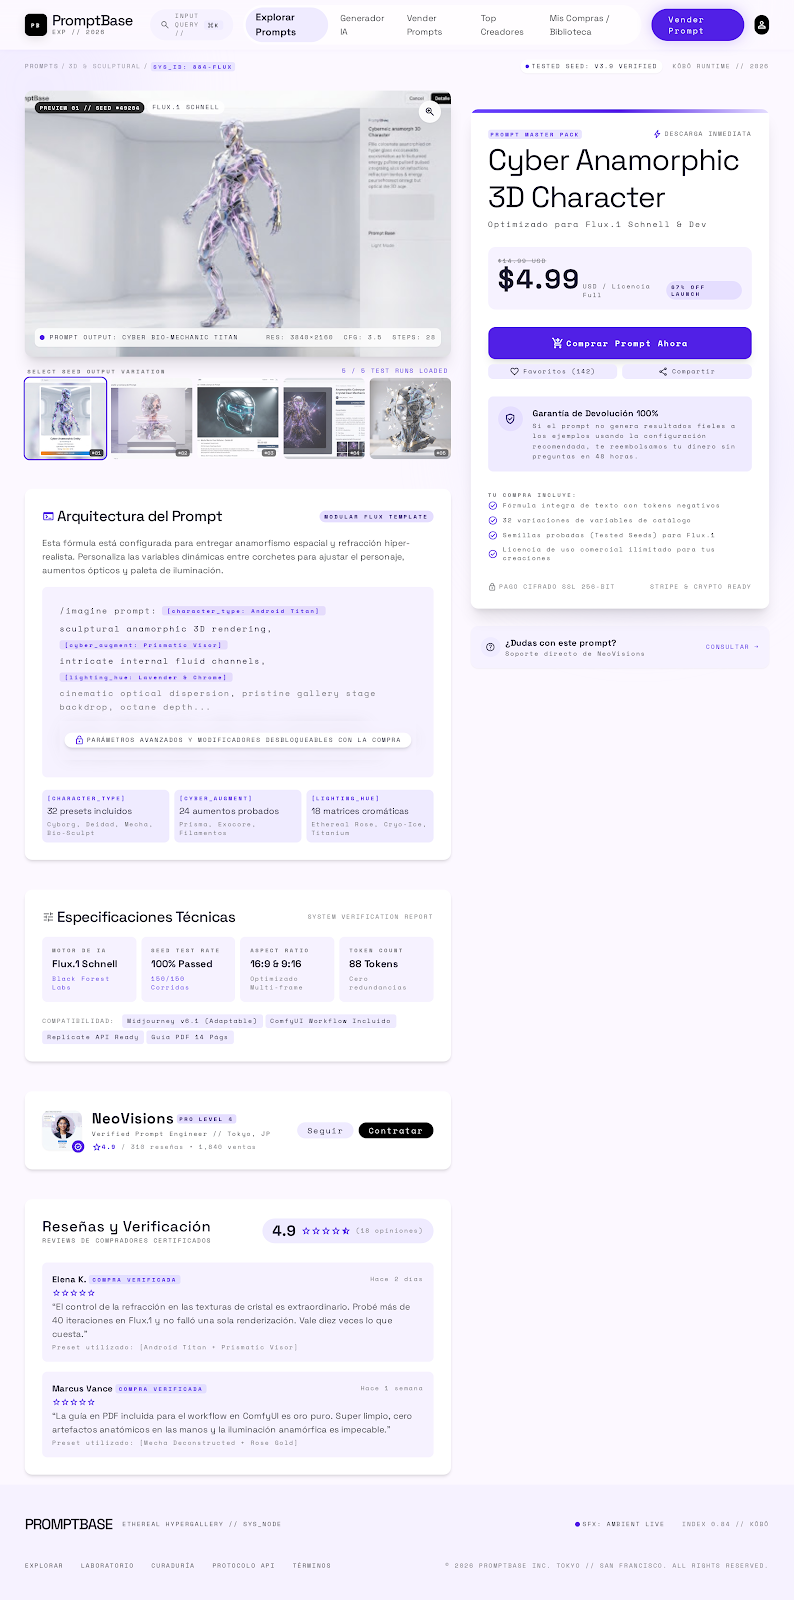 PB
PromptBase
EXP // 2026
INPUT
QUERY
//
⌘K
Explorar
Prompts
Generador
IA
Vender
Prompts
Top
Creadores
Mis Compras /
Biblioteca
Vender
Prompt
PROMPTS / 3D & SCULPTURAL / SYS_ID: 884-FLUX
TESTED SEED: V3.9 VERIFIED
KŌBŌ RUNTIME // 2026
ptBase
Cancel
PREVIEW 01 // SEED #49204
FLUX.1 SCHNELL
Cybernaic anamorphic 3D
Character
Prompt Base
Light Mode
PROMPT OUTPUT: CYBER BIO-MECHANIC TITAN
RES: 3840×2160
CFG: 3.5
STEPS: 28
SELECT SEED OUTPUT VARIATION
5 / 5 TEST RUNS LOADED
#01
#02
#03
#04
#05
PROMPT MASTER PACK
DESCARGA INMEDIATA
Cyber Anamorphic
3D Character
Optimizado para Flux.1 Schnell & Dev
$14.99 USD
$4.99
USD / Licencia
Full
67% OFF
LAUNCH
Comprar Prompt Ahora
Favoritos (142)
Compartir
Garantía de Devolución 100%
Si el prompt no genera resultados fieles a
los ejemplos usando la configuración
recomendada, te reembolsamos tu dinero sin
preguntas en 48 horas.
TU COMPRA INCLUYE:
Fórmula íntegra de texto con tokens negativos
32 variaciones de variables de catálogo
Semillas probadas (Tested Seeds) para Flux.1
Licencia de uso comercial ilimitado para tus
creaciones
PAGO CIFRADO SSL 256-BIT
STRIPE & CRYPTO READY
¿Dudas con este prompt?
Soporte directo de NeoVisions
CONSULTAR →
Arquitectura del Prompt
MODULAR FLUX TEMPLATE
Esta fórmula está configurada para entregar anamorfismo espacial y refracción hiper-
realista. Personaliza las variables dinámicas entre corchetes para ajustar el personaje,
aumentos ópticos y paleta de iluminación.
/imagine prompt: [character_type: Android Titan]
sculptural anamorphic 3D rendering,
[cyber_augment: Prismatic Visor]
intricate internal fluid channels,
[lighting_hue: Lavender & Chrome]
cinematic optical dispersion, pristine gallery stage
backdrop, octane depth...
PARÁMETROS AVANZADOS Y MODIFICADORES DESBLOQUEABLES CON LA COMPRA
[CHARACTER_TYPE]
32 presets incluidos
Cyborg, Deidad, Mecha,
Bio-Sculpt
[CYBER_AUGMENT]
24 aumentos probados
Prisma, Exocore,
Filamentos
[LIGHTING_HUE]
18 matrices cromáticas
Ethereal Rose, Cryo-Ice,
Titanium
Especificaciones Técnicas
SYSTEM VERIFICATION REPORT
MOTOR DE IA
Flux.1 Schnell
Black Forest
Labs
SEED TEST RATE
100% Passed
150/150
Corridas
ASPECT RATIO
16:9 & 9:16
Optimizado
Multi-frame
TOKEN COUNT
88 Tokens
Cero
redundancias
COMPATIBILIDAD:
Midjourney v6.1 (Adaptable)
ComfyUI Workflow Incluido
Replicate API Ready
Guía PDF 14 Págs
NeoVisions
PRO LEVEL 4
Verified Prompt Engineer // Tokyo, JP
4.9 / 310 reseñas • 1,840 ventas
Seguir
Contratar
Reseñas y Verificación
REVIEWS DE COMPRADORES CERTIFICADOS
4.9
(18 opiniones)
Elena K.
COMPRA VERIFICADA
Hace 2 días
"El control de la refracción en las texturas de cristal es extraordinario. Probé más de
40 iteraciones en Flux.1 y no falló una sola renderización. Vale diez veces lo que
cuesta."
Preset utilizado: [Android Titan + Prismatic Visor]
Marcus Vance
COMPRA VERIFICADA
Hace 1 semana
"La guía en PDF incluida para el workflow en ComfyUI es oro puro. Super limpio, cero
artefactos anatómicos en las manos y la iluminación anamórfica es impecable."
Preset utilizado: [Mecha Deconstructed + Rose Gold]
PROMPTBASE
ETHEREAL HYPERGALLERY // SYS_NODE
SFX: AMBIENT LIVE
INDEX 0.84 // KŌBŌ
EXPLORAR
LABORATORIO
CURADURÍA
PROTOCOLO API
TÉRMINOS
© 2026 PROMPTBASE INC. TOKYO // SAN FRANCISCO. ALL RIGHTS RESERVED.